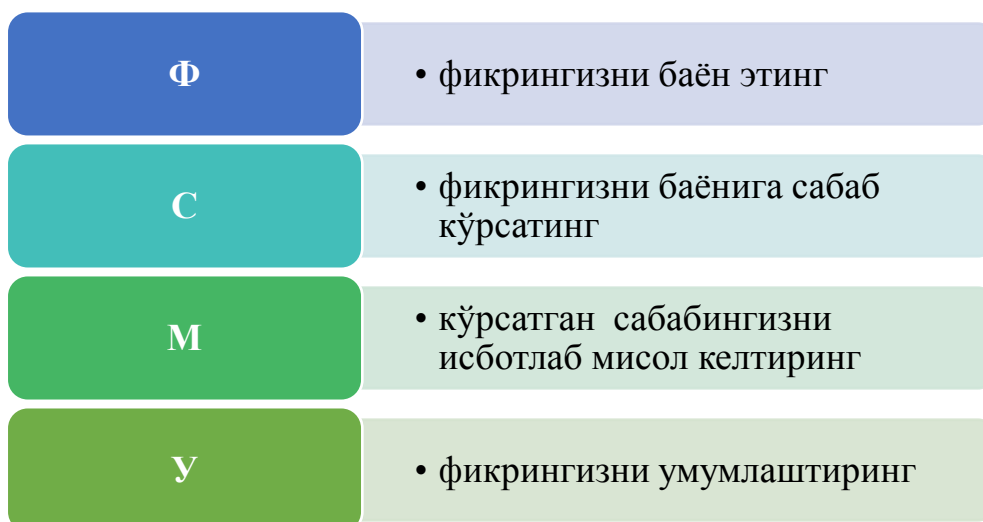 Ф
• фикрингизни баён этинг
С
• фикрингизни баёнига сабаб
кўрсатинг
М
• кўрсатган сабабингизни
исботлаб мисол келтиринг
У
• фикрингизни умумлаштиринг